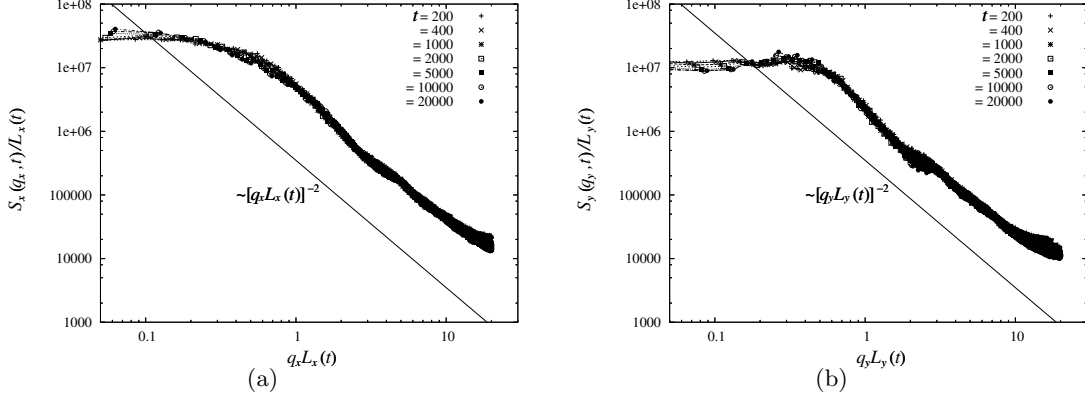 1e+08
1e+07
1e+06
100000
10000
1000
S_x(q_x,t)/L_x(t)
t = 200
= 400
= 1000
= 2000
= 5000
= 10000
= 20000
~[q_xL_x(t)]^{-2}
0.1 1 10
q_xL_x(t)
(a)
1e+08
1e+07
1e+06
100000
10000
1000
S_y(q_y,t)/L_y(t)
t = 200
= 400
= 1000
= 2000
= 5000
= 10000
= 20000
~[q_yL_y(t)]^{-2}
0.1 1 10
q_yL_y(t)
(b)